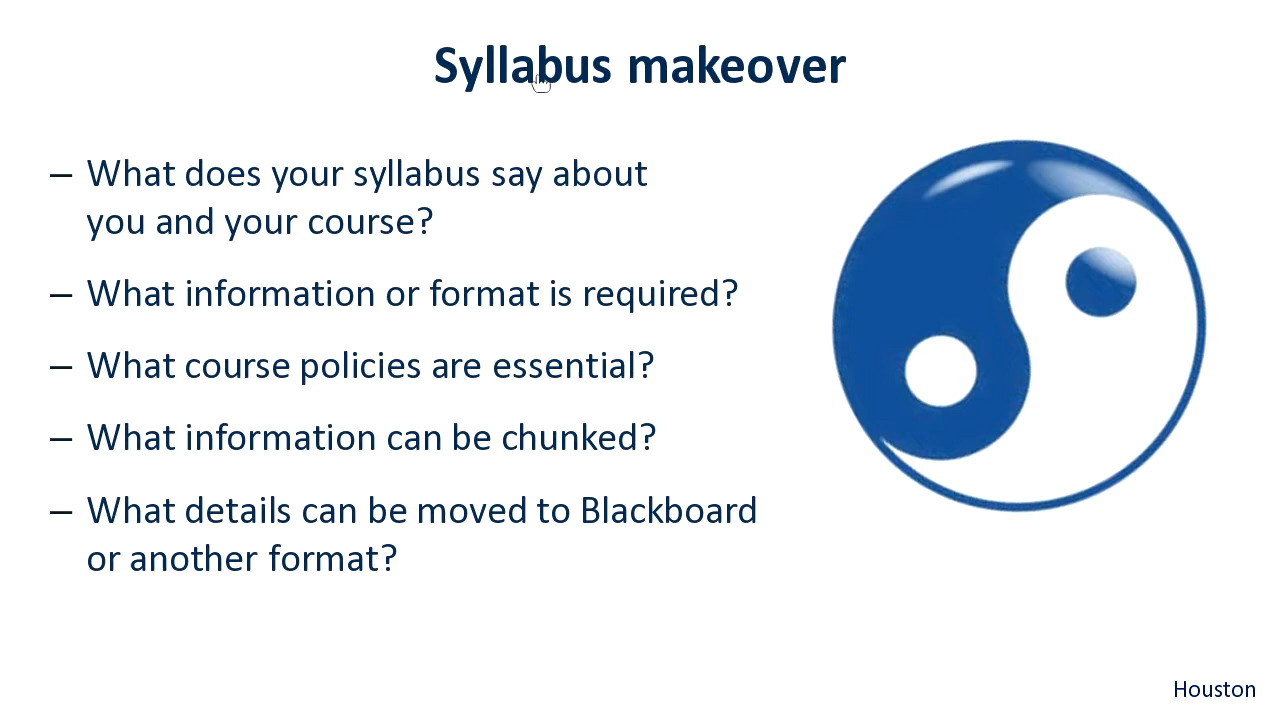 Syllabus makeover
– What does your syllabus say about
you and your course?
– What information or format is required?
– What course policies are essential?
– What information can be chunked?
– What details can be moved to Blackboard
or another format?
Houston